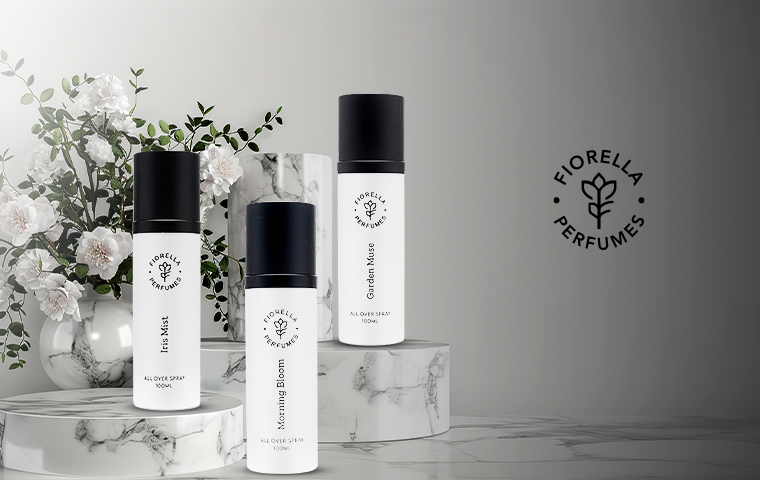 FIORELLA
PERFUMES
Iris Mist
ALL OVER SPRAY
100ML
FIORELLA
PERFUMES
Morning Bloom
ALL OVER SPRAY
100ML
FIORELLA
PERFUMES
Garden Muse
ALL OVER SPRAY
100ML
FIORELLA
PERFUMES